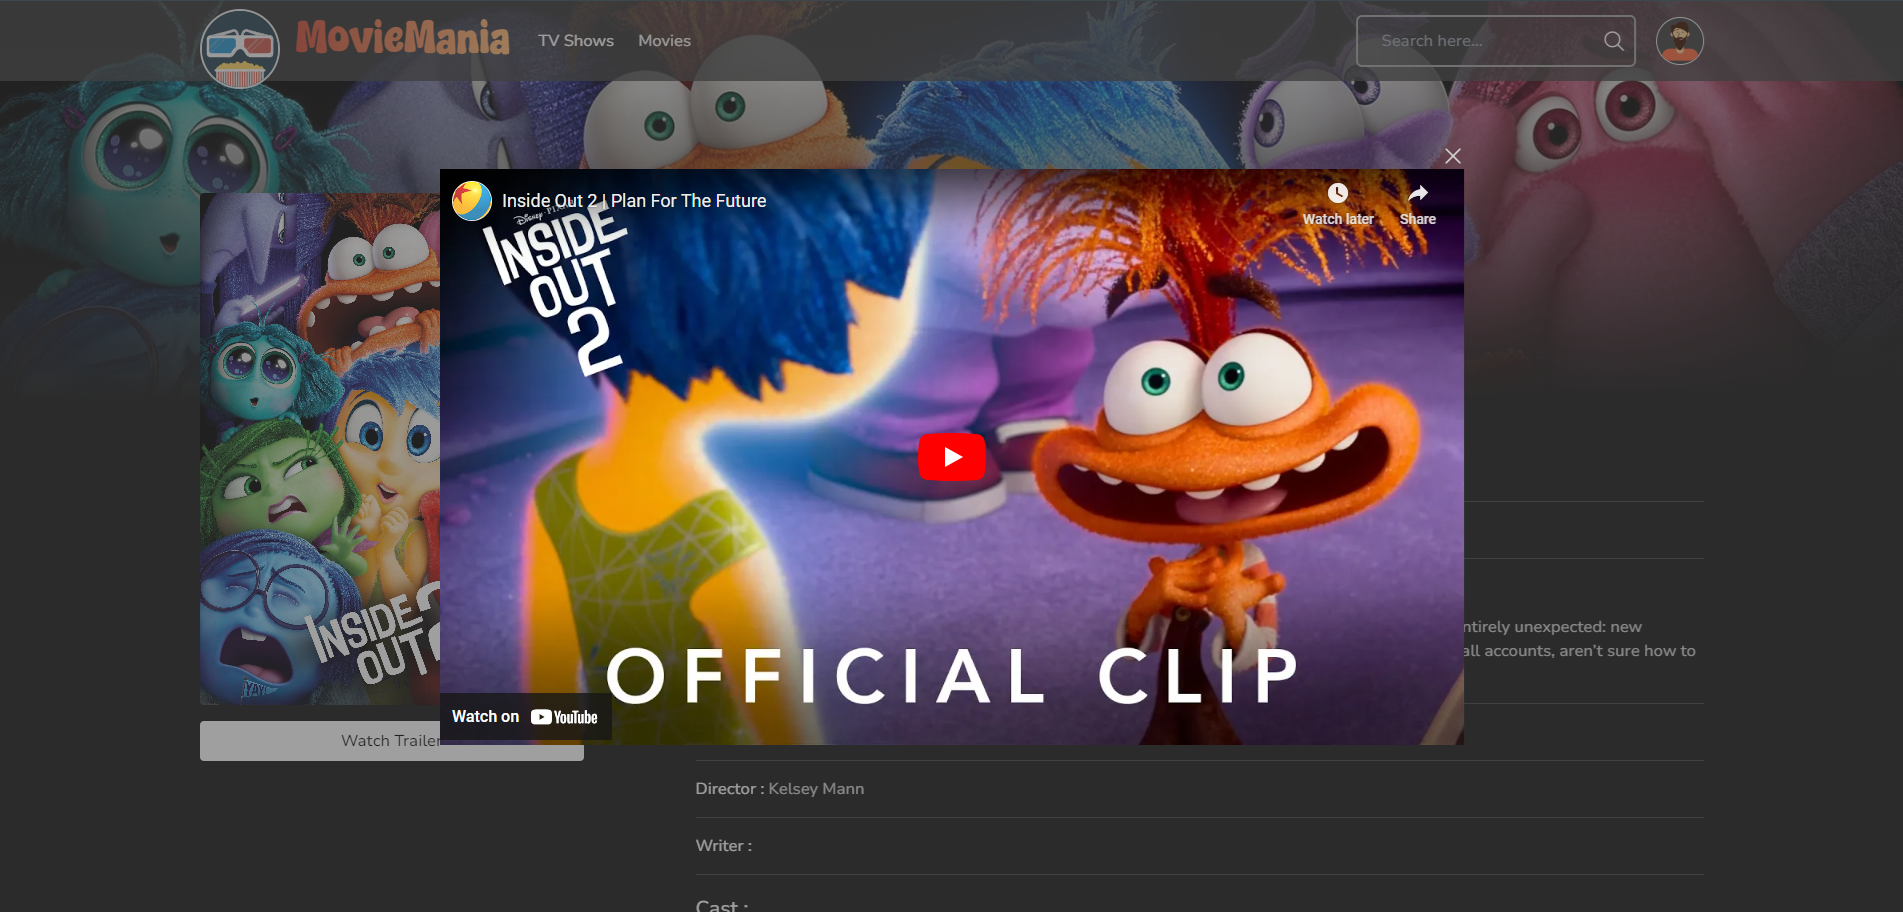 MovieMania
TV Shows
Movies
Search here...
Inside Out 2 | Plan For The Future
Watch later
Share
Disney · PIXAR
INSIDE
OUT
2
OFFICIAL CLIP
Watch on YouTube
INSIDE
OUT 2
YAY!
Watch Trailer
ntirely unexpected: new
all accounts, aren't sure how to
Director : Kelsey Mann
Writer :
Cast :